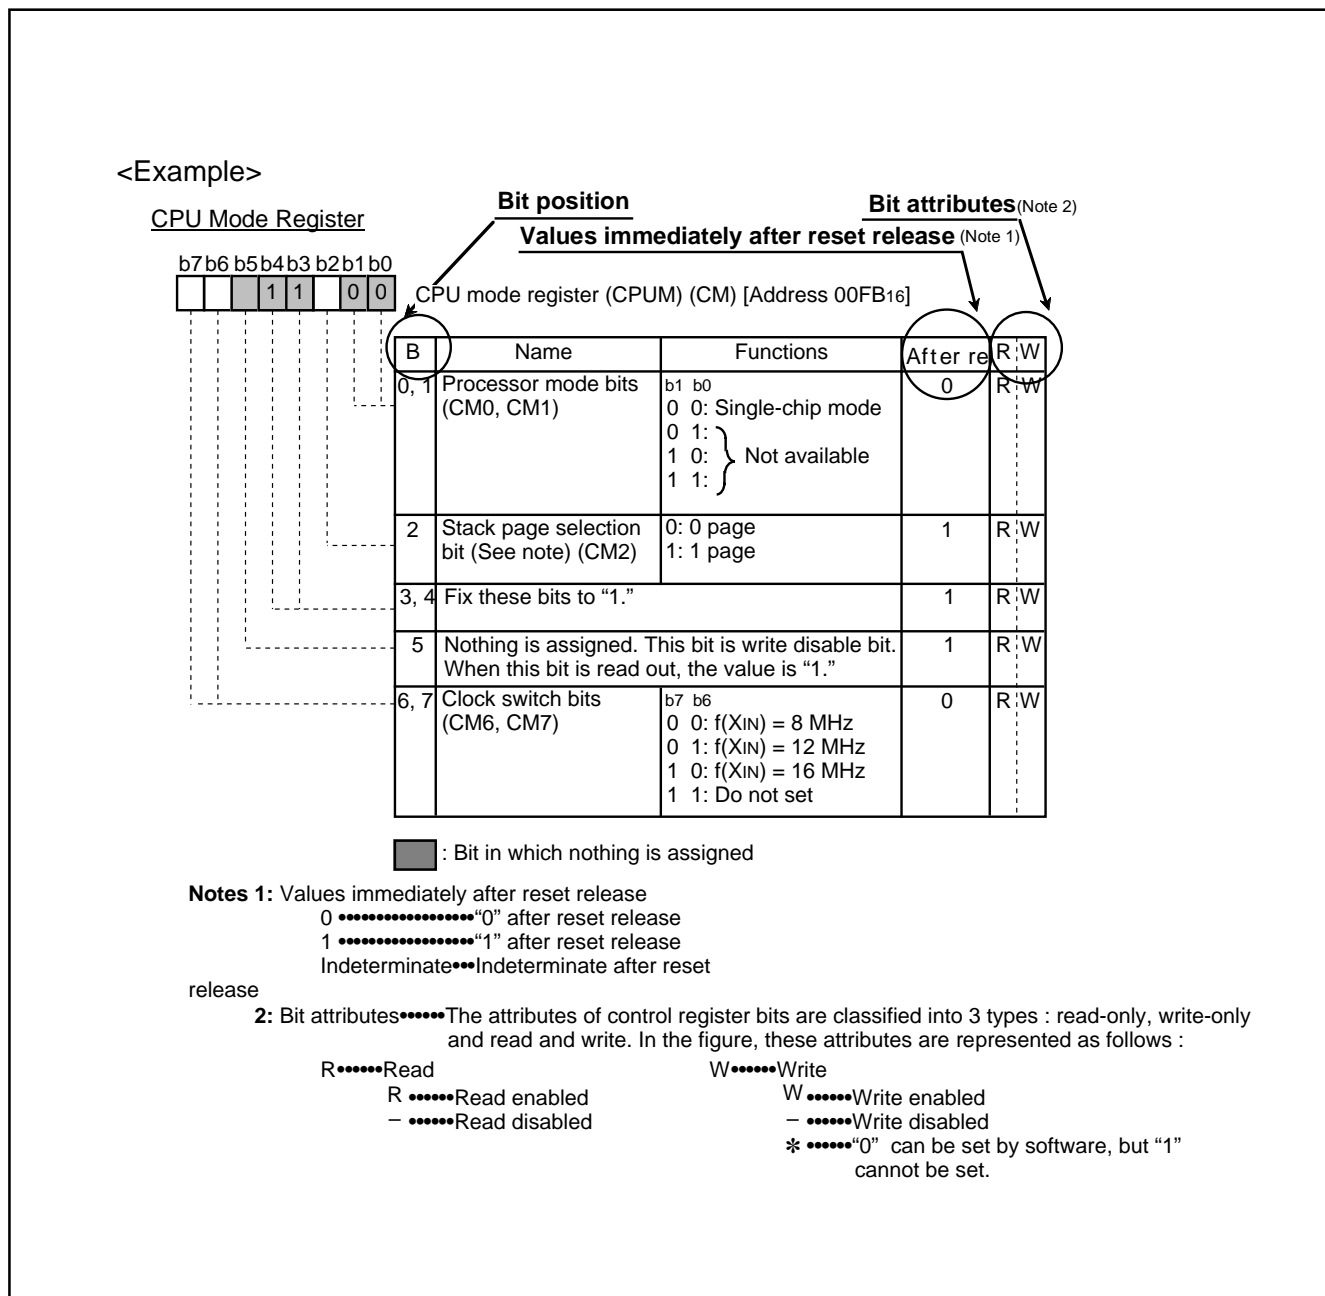 <Example>
Bit position
Bit attributes(Note 2)
CPU Mode Register
Values immediately after reset release (Note 1)
b7 b6 b5 b4 b3 b2 b1 b0
1 1 0 0
CPU mode register (CPUM) (CM) [Address 00FB16]
B Name Functions After re R W
0, 1 Processor mode bits b1 b0 0 R W
(CM0, CM1) 0 0: Single-chip mode
0 1:
1 0: Not available
1 1:
2 Stack page selection 0: 0 page 1 R W
bit (See note) (CM2) 1: 1 page
3, 4 Fix these bits to “1.” 1 R W
5 Nothing is assigned. This bit is write disable bit. 1 R W
When this bit is read out, the value is “1.”
6, 7 Clock switch bits b7 b6 0 R W
(CM6, CM7) 0 0: f(XIN) = 8 MHz
0 1: f(XIN) = 12 MHz
1 0: f(XIN) = 16 MHz
1 1: Do not set
: Bit in which nothing is assigned
Notes 1: Values immediately after reset release
0 ••••••••••••••••••“0” after reset release
1 ••••••••••••••••••“1” after reset release
Indeterminate•••Indeterminate after reset
release
2: Bit attributes••••••The attributes of control register bits are classified into 3 types : read-only, write-only
and read and write. In the figure, these attributes are represented as follows :
R••••••Read W••••••Write
R ••••••Read enabled W ••••••Write enabled
– ••••••Read disabled – ••••••Write disabled
✻ ••••••“0” can be set by software, but “1”
cannot be set.